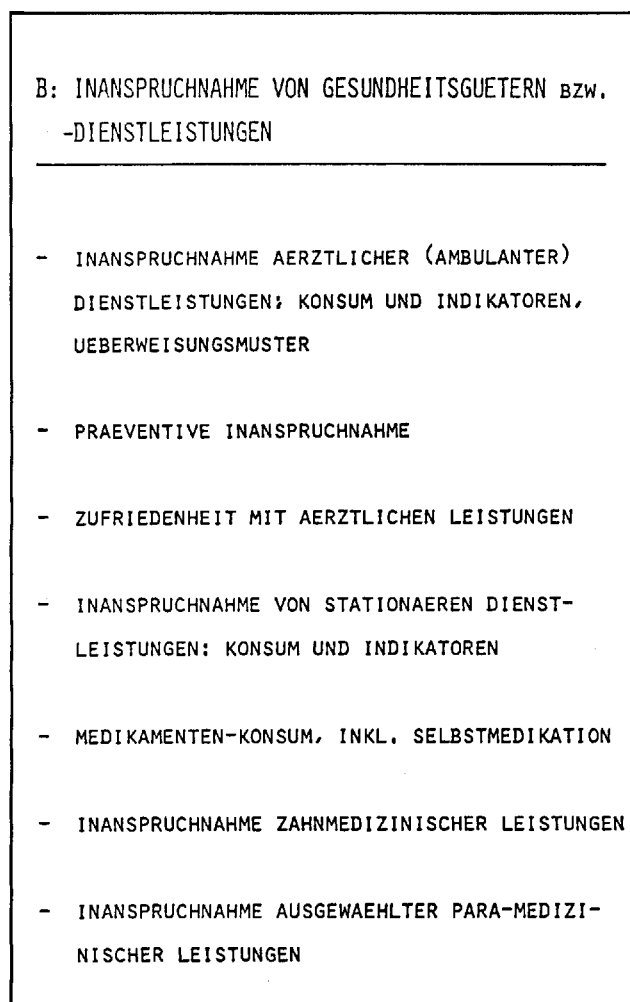 B: INANSPRUCHNAHME VON GESUNDHEITSGUETERN BZW.
-DIENSTLEISTUNGEN
- INANSPRUCHNAHME AERZTLICHER (AMBULANTER)
DIENSTLEISTUNGEN; KONSUM UND INDIKATOREN,
UEBERWEISUNGSMUSTER
- PRAEVENTIVE INANSPRUCHNAHME
- ZUFRIEDENHEIT MIT AERZTLICHEN LEISTUNGEN
- INANSPRUCHNAHME VON STATIONAEREN DIENST-
LEISTUNGEN: KONSUM UND INDIKATOREN
- MEDIKAMENTEN-KONSUM, INKL. SELBSTMEDIKATION
- INANSPRUCHNAHME ZAHNMEDIZINISCHER LEISTUNGEN
- INANSPRUCHNAHME AUSGEWAEHLTER PARA-MEDIZI-
NISCHER LEISTUNGEN